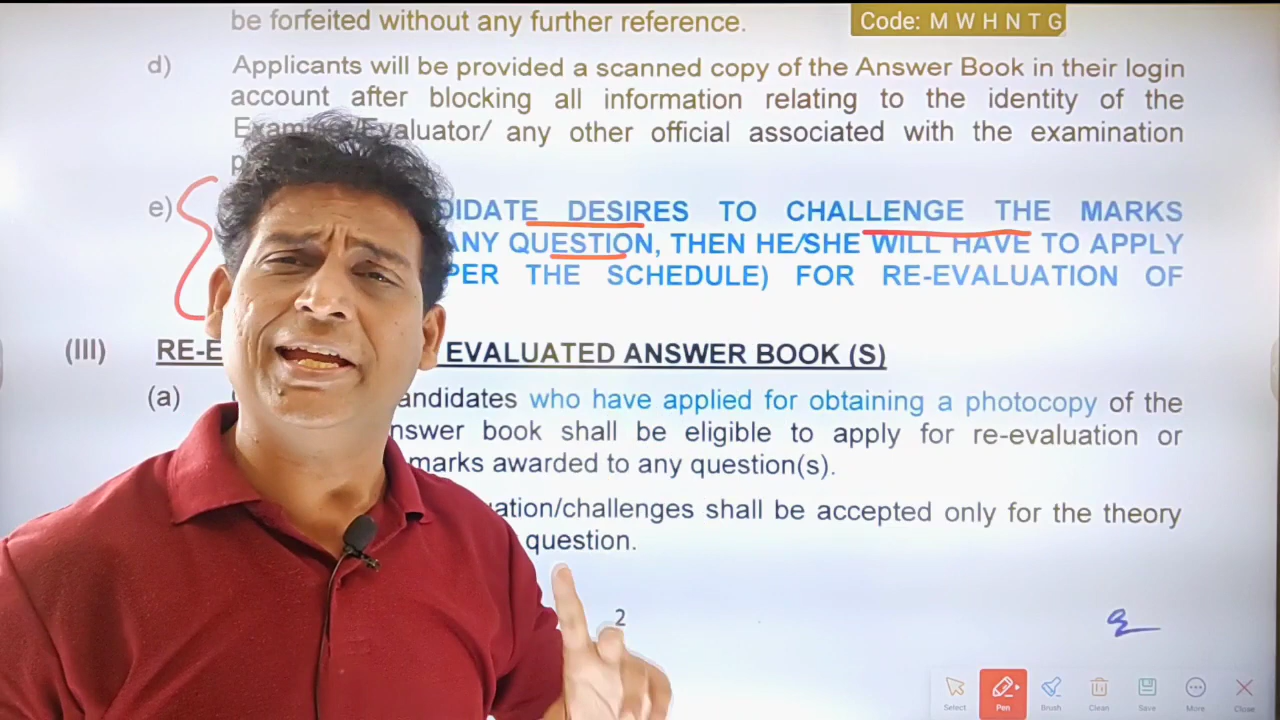 be forfeited without any further reference.
Code: M W H N T G
d) Applicants will be provided a scanned copy of the Answer Book in their login
account after blocking all information relating to the identity of the
Examiner/Evaluator/ any other official associated with the examination
e) DESIRES TO CHALLENGE THE MARKS
ANY QUESTION, THEN HE/SHE WILL HAVE TO APPLY
PER THE SCHEDULE) FOR RE-EVALUATION OF
(III) RE-E EVALUATED ANSWER BOOK (S)
(a) andidates who have applied for obtaining a photocopy of the
nswer book shall be eligible to apply for re-evaluation or
marks awarded to any question(s).
uation/challenges shall be accepted only for the theory
question.
2
Select Pen Brush Clean Save More Close